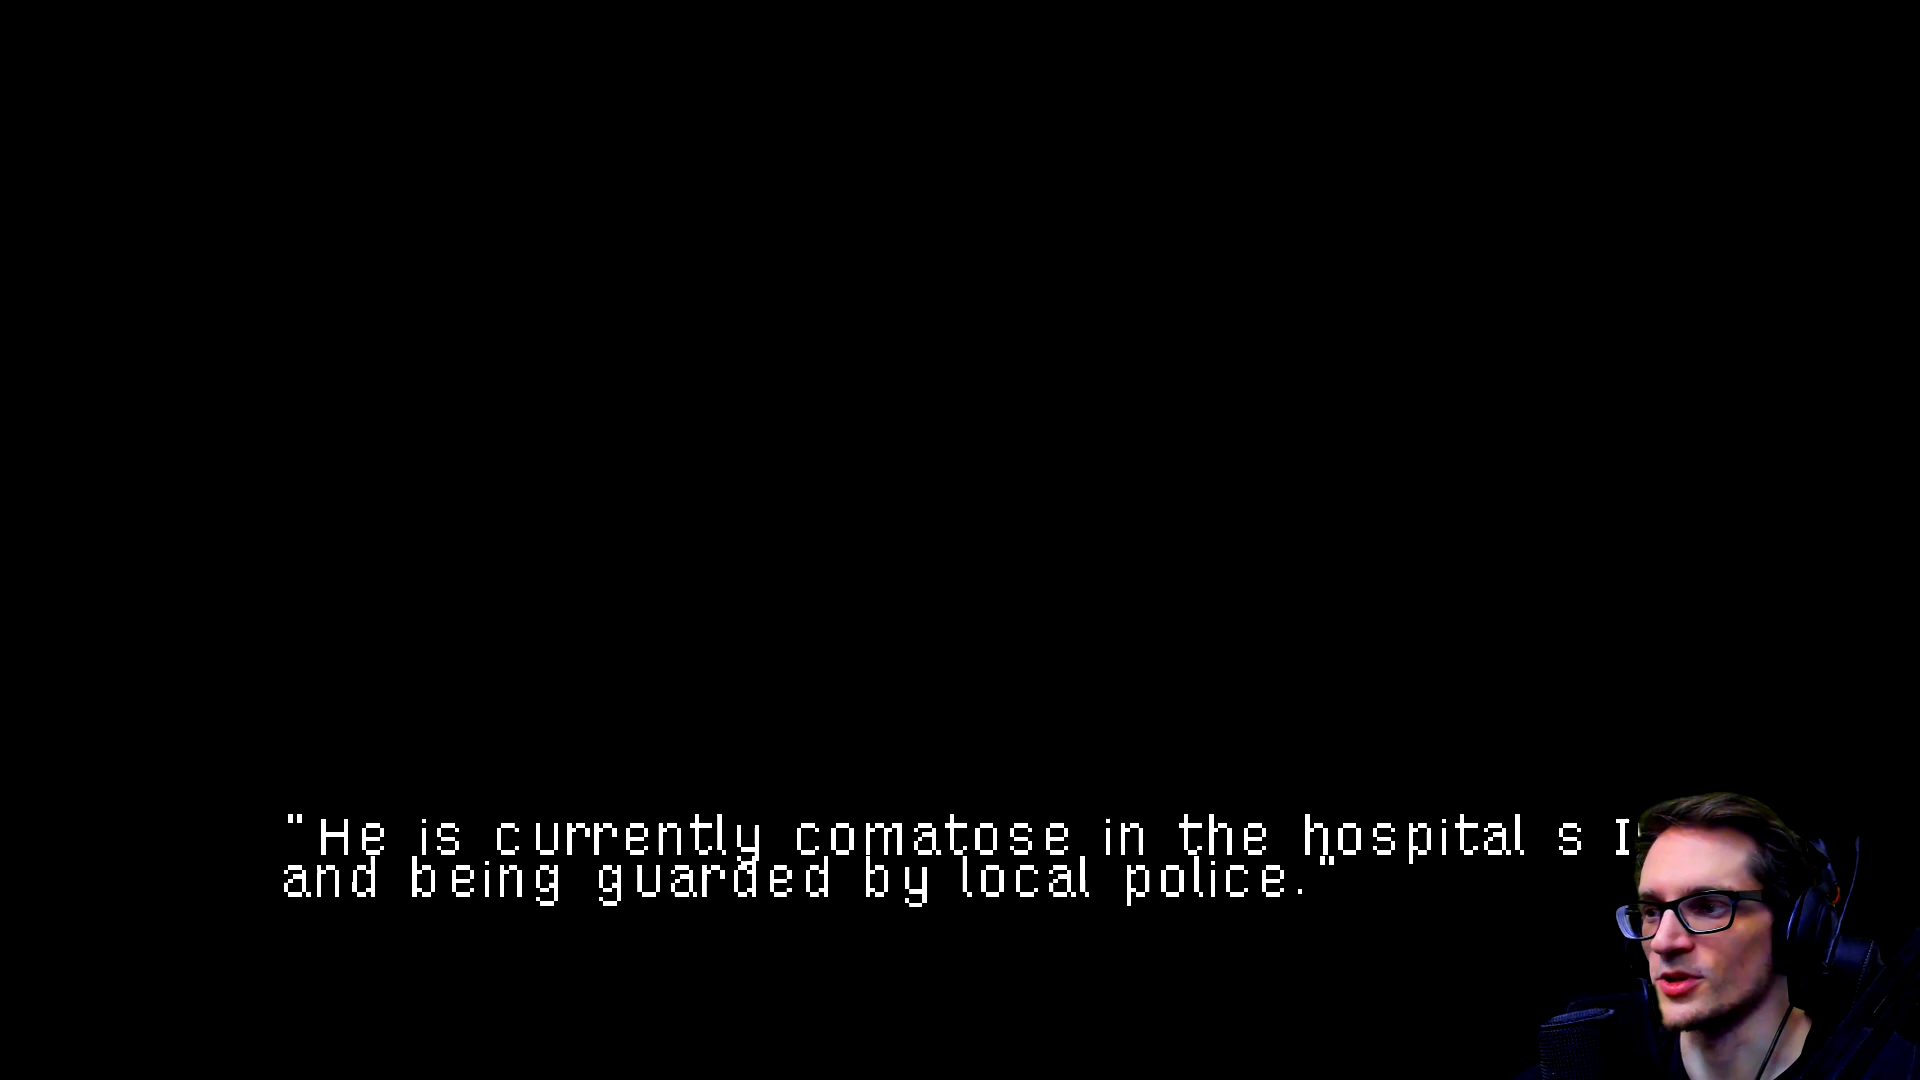 "He is currently comatose in the hospital s
and being guarded by local police."